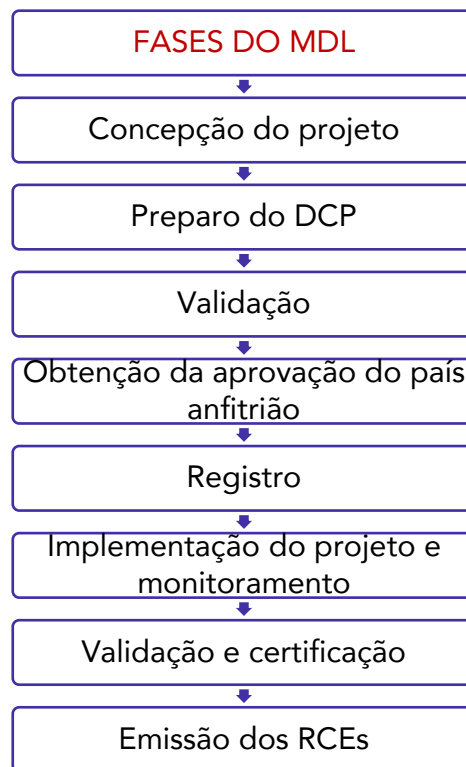 FASES DO MDL
Concepção do projeto
Preparo do DCP
Validação
Obtenção da aprovação do país
anfitrião
Registro
Implementação do projeto e
monitoramento
Validação e certificação
Emissão dos RCEs